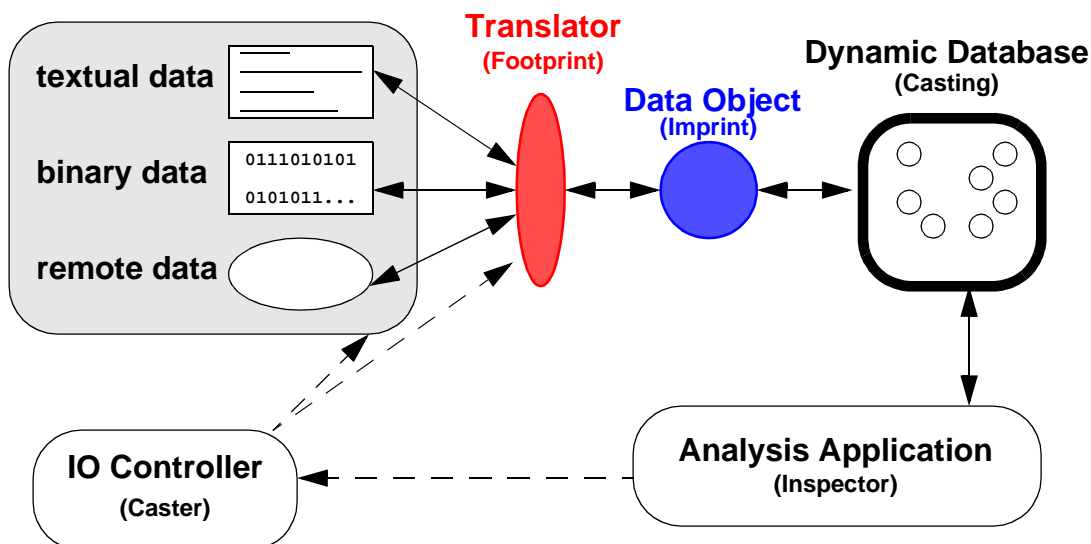 textual data
binary data
0111010101
0101011...
remote data
Translator
(Footprint)
Data Object
(Imprint)
Dynamic Database
(Casting)
IO Controller
(Caster)
Analysis Application
(Inspector)